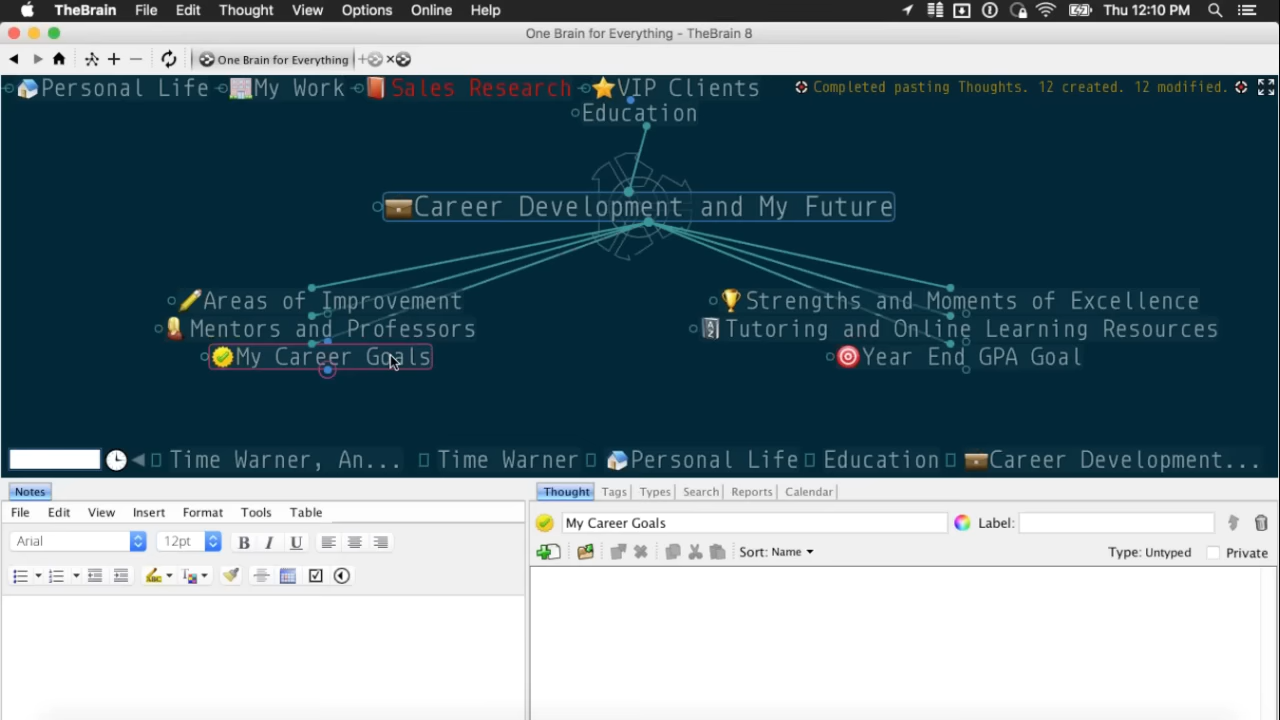 TheBrain File Edit Thought View Options Online Help Thu 12:10 PM
One Brain for Everything - TheBrain 8
One Brain for Everything
Personal Life My Work Sales Research VIP Clients Completed pasting Thoughts. 12 created. 12 modified.
Education
Career Development and My Future
Areas of Improvement Strengths and Moments of Excellence
Mentors and Professors Tutoring and Online Learning Resources
My Career Goals Year End GPA Goal
Time Warner, An... Time Warner Personal Life Education Career Development...
Notes Thought Tags Types Search Reports Calendar
File Edit View Insert Format Tools Table
My Career Goals Label:
Arial 12pt B I U
Sort: Name Type: Untyped Private